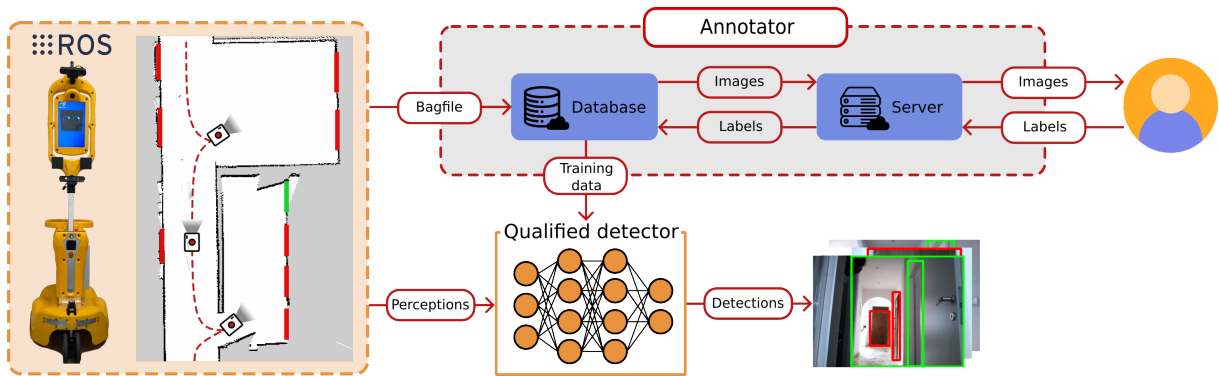 ROS
Annotator
Bagfile
Database
Images
Labels
Server
Images
Labels
Training
data
Qualified detector
Perceptions
Detections